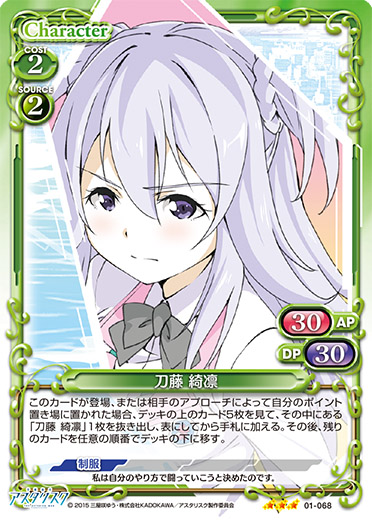 Character
COST
2
SOURCE
2
30 AP
DP 30
刀藤 綺凛
このカードが登場、または相手のアプローチによって自分のポイント
置き場に置かれた場合、デッキの上のカード5枚を見て、その中にある
「刀藤 綺凛」1枚を抜き出し、表にしてから手札に加える。その後、残り
のカードを任意の順番でデッキの下に移す。
制服
私は自分のやり方で闘っていこうと決めたのです。
アスタリスク
© 2015 三屋咲ゆう・株式会社KADOKAWA/アスタリスク製作委員会
01-068